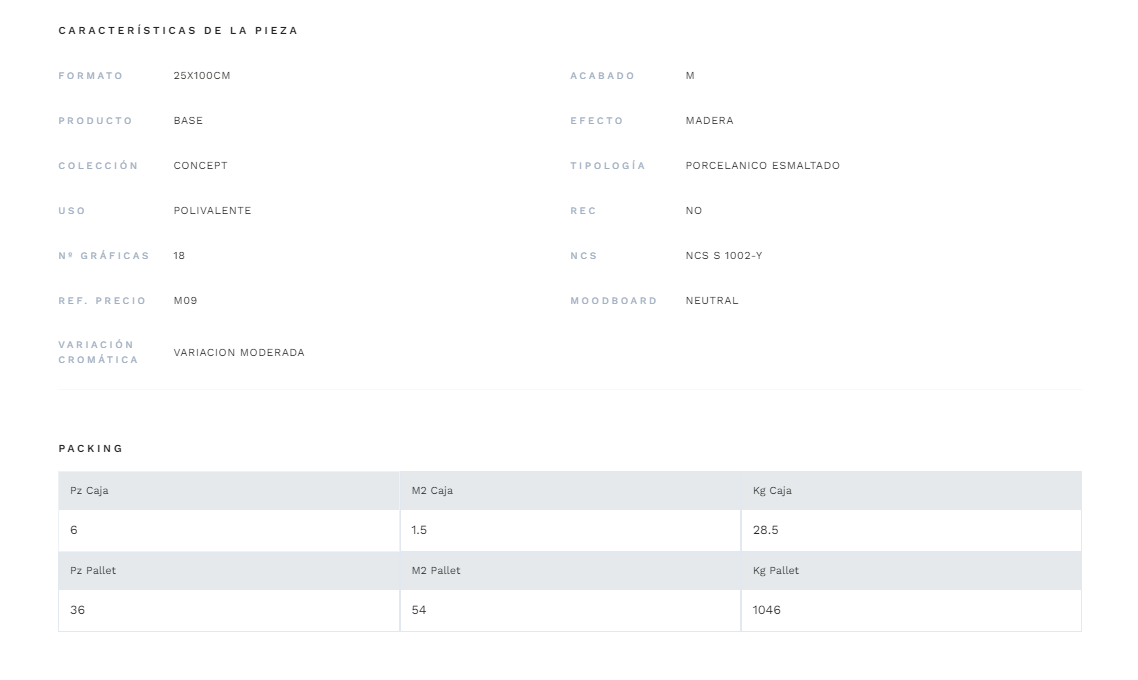 CARACTERÍSTICAS DE LA PIEZA
FORMATO 25X100CM ACABADO M
PRODUCTO BASE EFECTO MADERA
COLECCIÓN CONCEPT TIPOLOGÍA PORCELANICO ESMALTADO
USO POLIVALENTE REC NO
Nº GRÁFICAS 18 NCS NCS S 1002-Y
REF. PRECIO M09 MOODBOARD NEUTRAL
VARIACIÓN
CROMÁTICA VARIACION MODERADA
PACKING
Pz Caja M2 Caja Kg Caja
6 1.5 28.5
Pz Pallet M2 Pallet Kg Pallet
36 54 1046